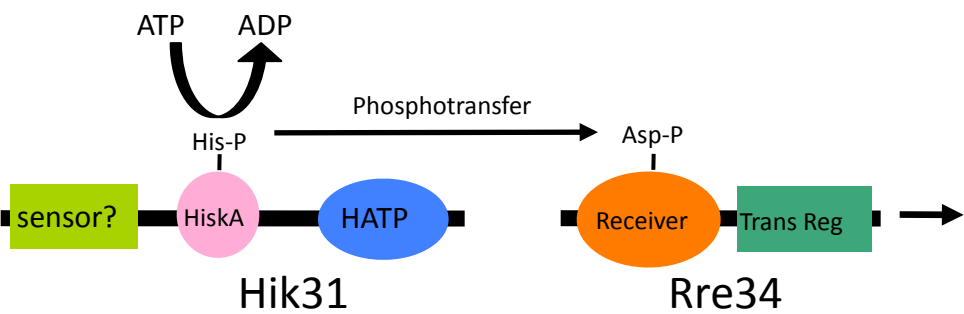 ATP ADP
Phosphotransfer
His-P
Asp-P
sensor?
HiskA
HATP
Receiver
Trans Reg
Hik31
Rre34